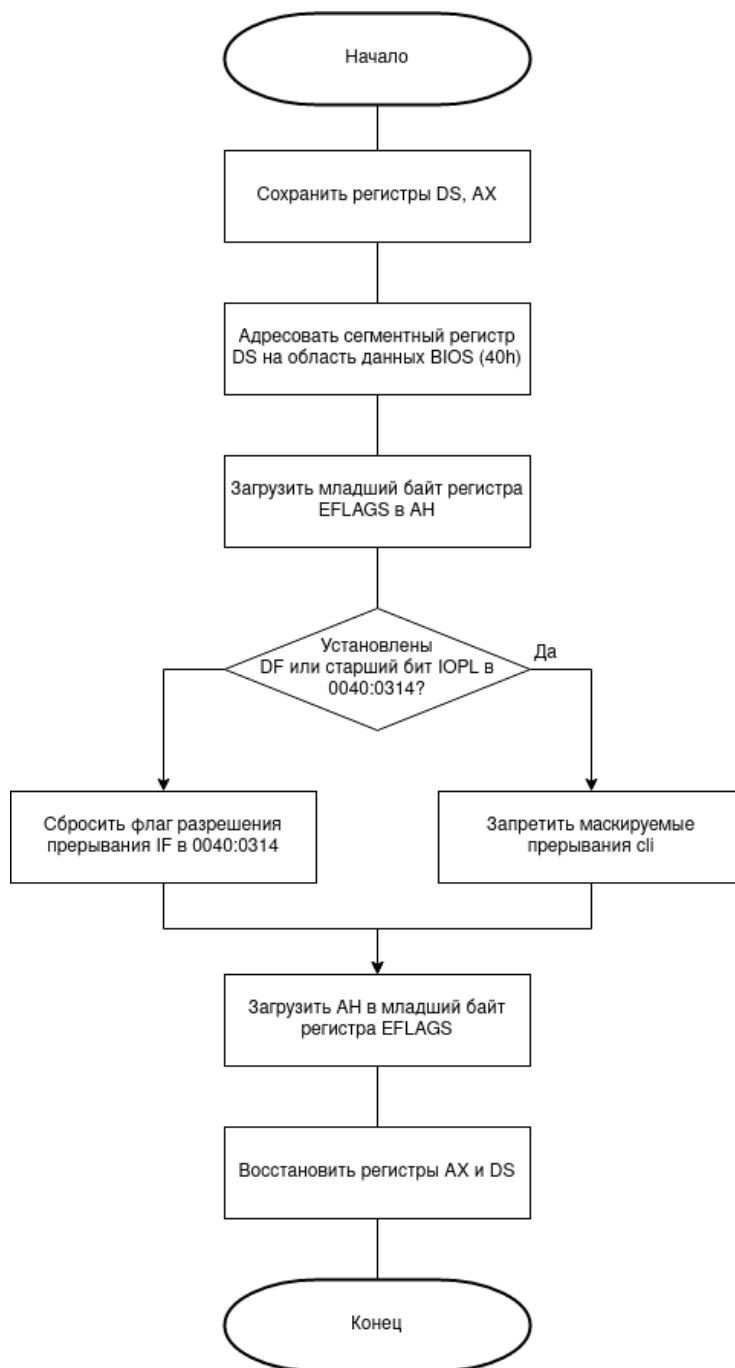 Начало
Сохранить регистры DS, AX
Адресовать сегментный регистр
DS на область данных BIOS (40h)
Загрузить младший байт регистра
EFLAGS в AH
Установлены
DF или старший бит IOPL в
0040:0314?
Да
Сбросить флаг разрешения
прерывания IF в 0040:0314
Запретить маскируемые
прерывания cli
Загрузить AH в младший байт
регистра EFLAGS
Восстановить регистры AX и DS
Конец